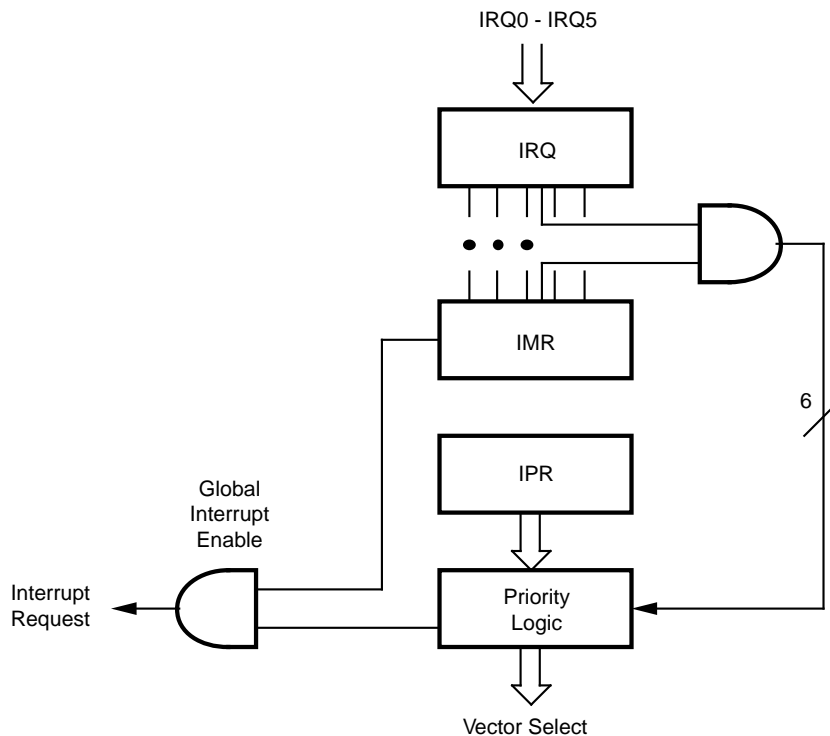 IRQ0 - IRQ5
IRQ
IMR
6
IPR
Global
Interrupt
Enable
Interrupt
Request
Priority
Logic
Vector Select